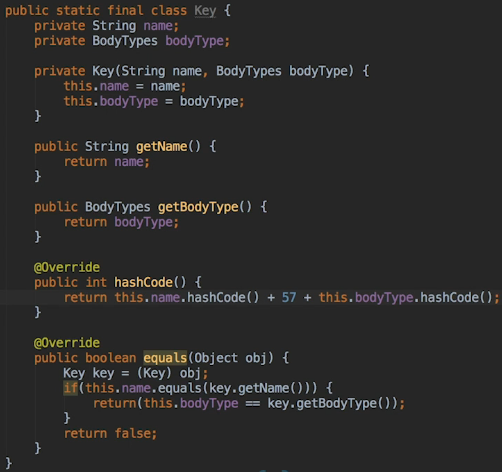 public static final class Key {
private String name;
private BodyTypes bodyType;
private Key(String name, BodyTypes bodyType) {
this.name = name;
this.bodyType = bodyType;
}
public String getName() {
return name;
}
public BodyTypes getBodyType() {
return bodyType;
}
@Override
public int hashCode() {
return this.name.hashCode() + 57 + this.bodyType.hashCode();
}
@Override
public boolean equals(Object obj) {
Key key = (Key) obj;
if(this.name.equals(key.getName())) {
return(this.bodyType == key.getBodyType());
}
return false;
}
}